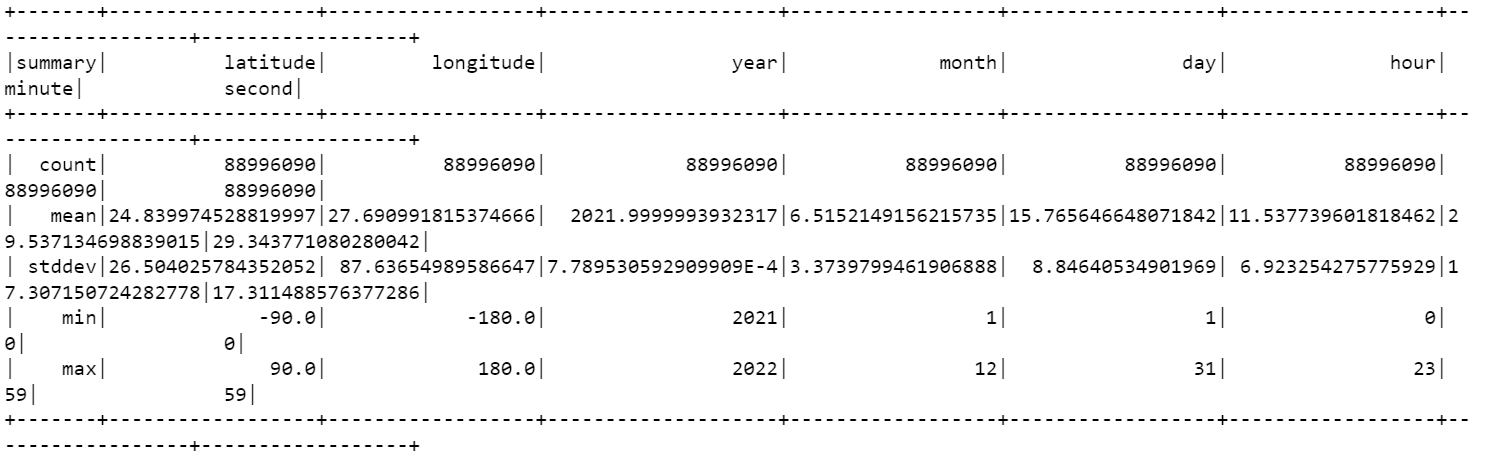 +-------+------------------+------------------+--------------------+------------------+------------------+------------------+--
----------------+------------------+
|summary|          latitude|         longitude|                year|             month|               day|              hour|
minute|            second|
+-------+------------------+------------------+--------------------+------------------+------------------+------------------+--
----------------+------------------+
|  count|          88996090|          88996090|            88996090|          88996090|          88996090|          88996090|
88996090|          88996090|
|   mean|24.839974528819997|27.690991815374666|  2021.9999993932317|6.5152149156215735|15.765646648071842|11.537739601818462|2
9.537134698839015|29.343771080280042|
| stddev|26.504025784352052| 87.63654989586647|7.789530592909909E-4|3.3739799461906888|  8.84640534901969| 6.923254275775929|1
7.307150724282778|17.311488576377286|
|    min|             -90.0|            -180.0|                2021|                 1|                 1|                 0|
0|                 0|
|    max|              90.0|             180.0|                2022|                12|                31|                23|
59|                59|
+-------+------------------+------------------+--------------------+------------------+------------------+------------------+--
----------------+------------------+